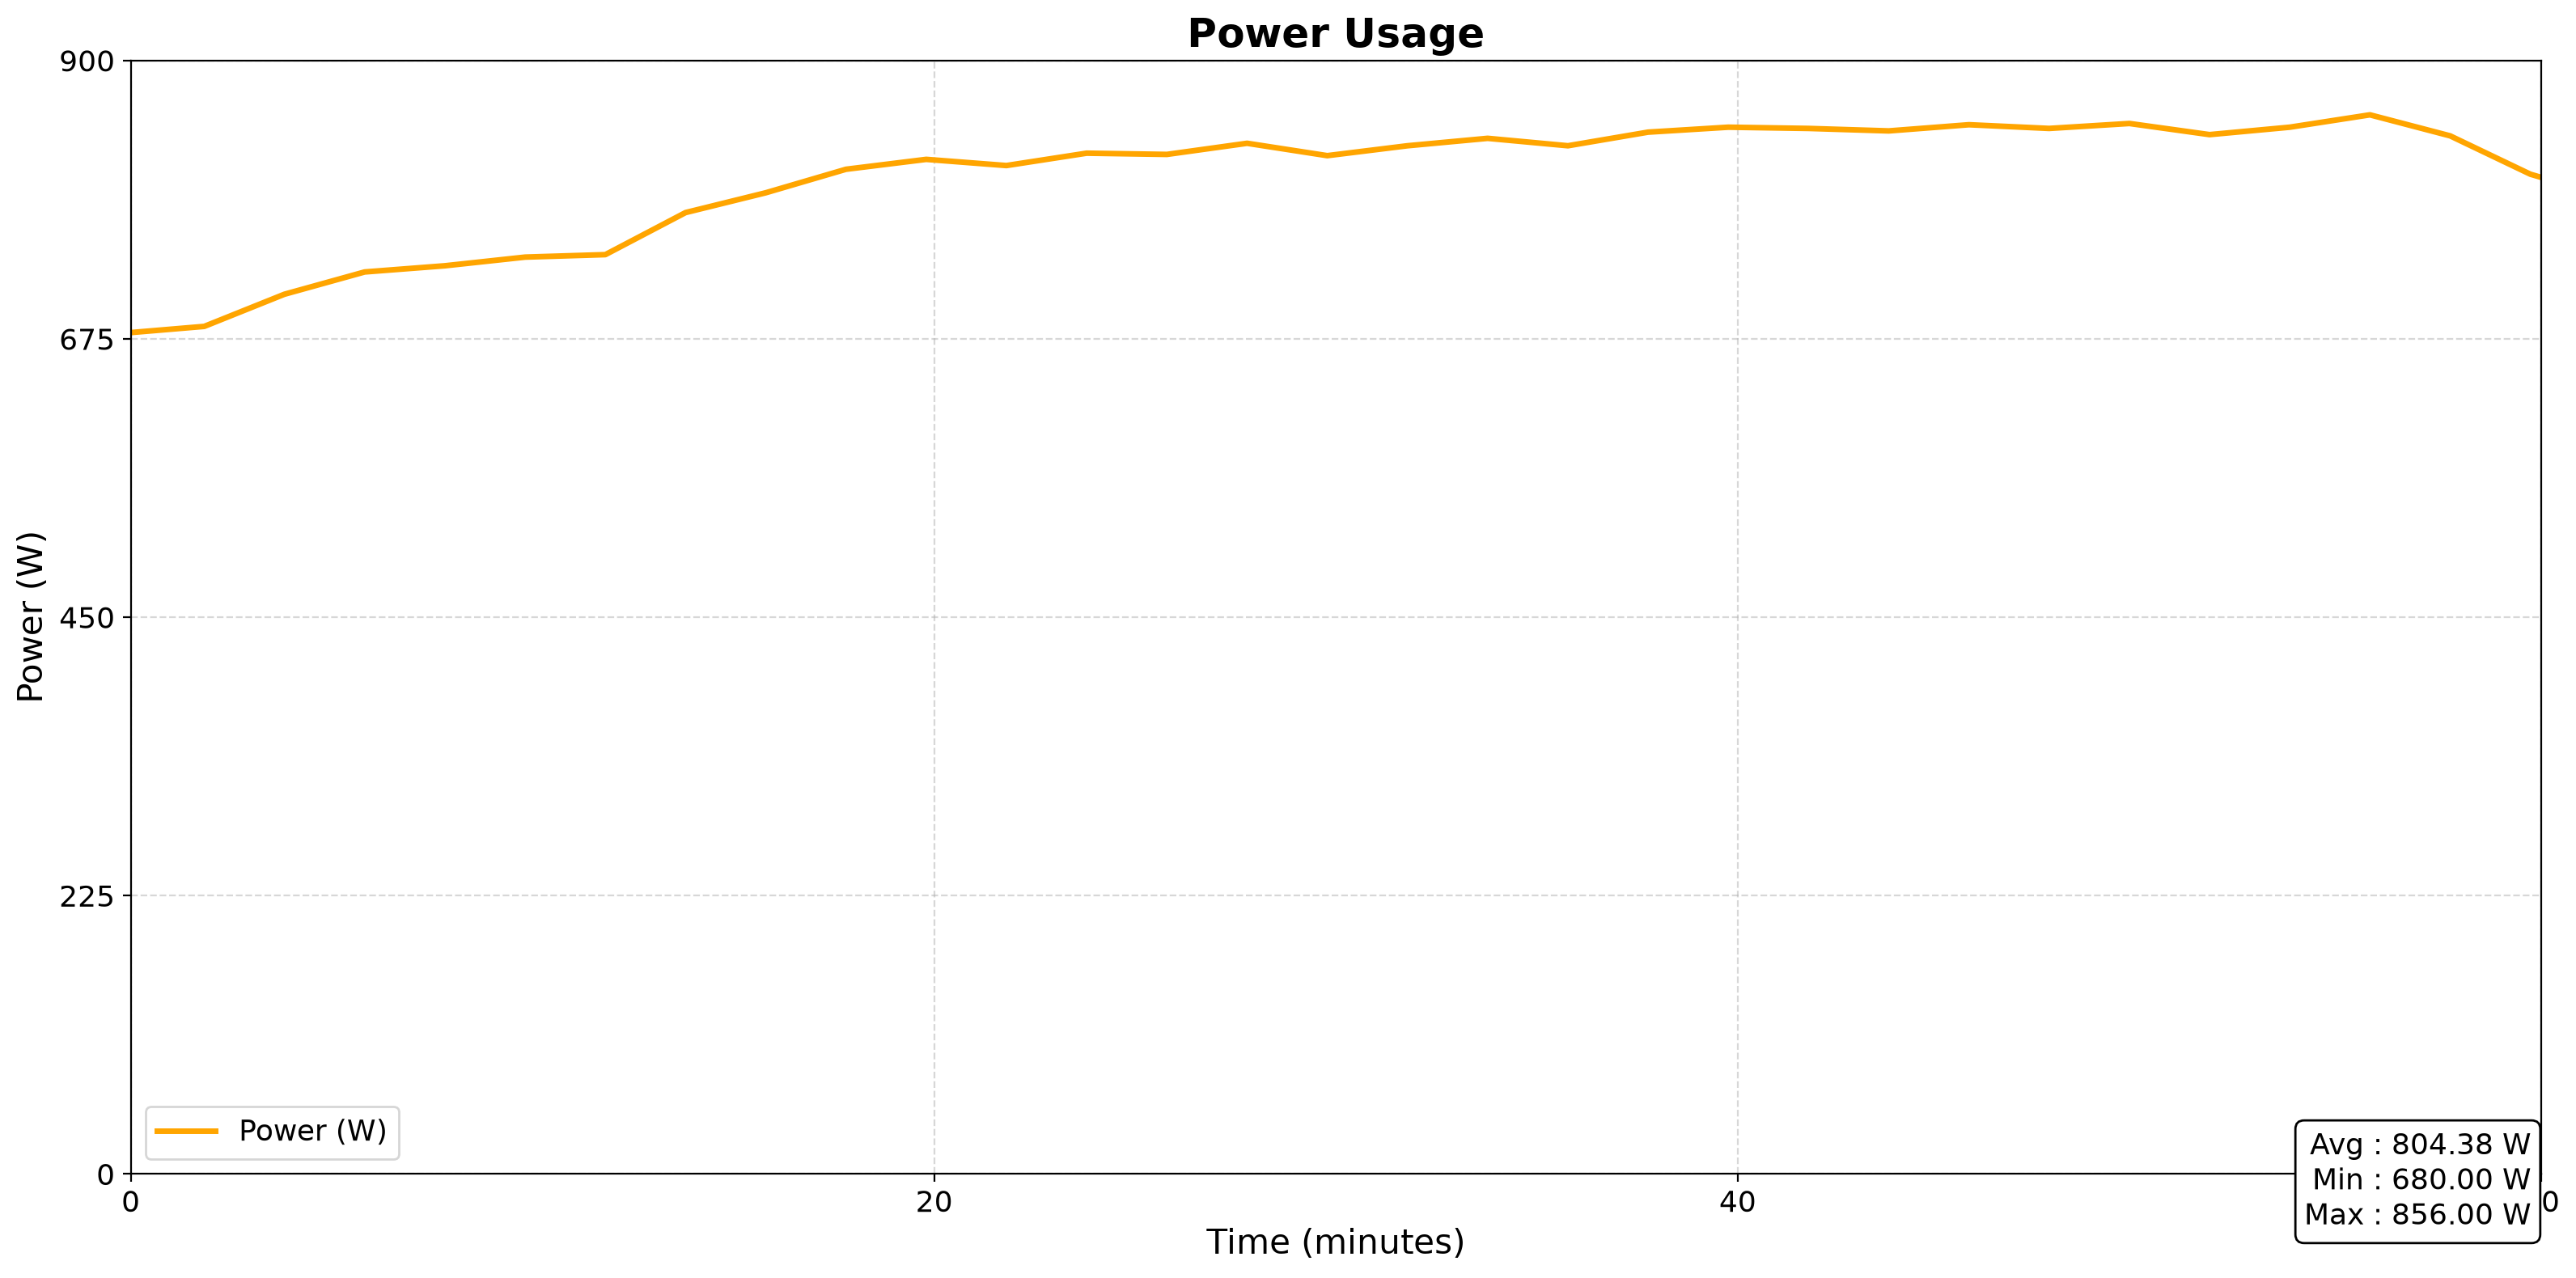 Power Usage
900
675
450
225
0
Power (W)
Power (W)
Avg : 804.38 W
Min : 680.00 W
Max : 856.00 W
0
20
40
0
Time (minutes)